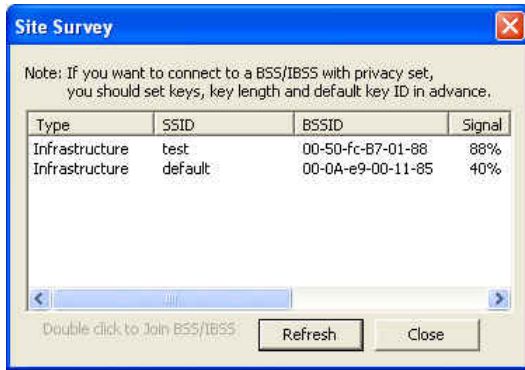 Site Survey
Note: If you want to connect to a BSS/IBSS with privacy set,
you should set keys, key length and default key ID in advance.
Type SSID BSSID Signal
Infrastructure test 00-50-fc-B7-01-88 88%
Infrastructure default 00-0A-e9-00-11-85 40%
Double click to Join BSS/IBSS Refresh Close